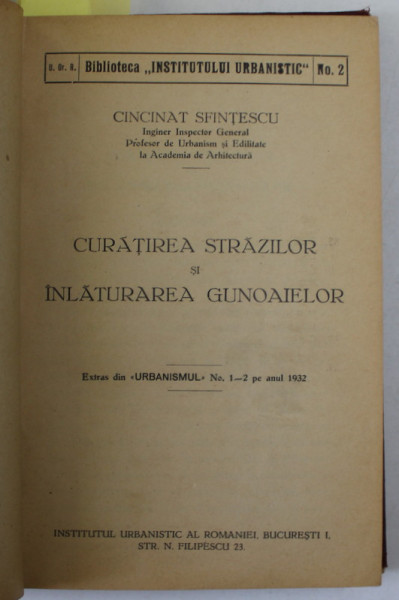 U. Or. R. Biblioteca „INSTITUTULUI URBANISTIC“ No. 2
CINCINAT SFINȚESCU
Inginer Inspector General
Profesor de Urbanism și Edilitate
la Academia de Arhitectură
CURĂȚIREA STRĂZILOR
ȘI
ÎNLĂTURAREA GUNOAIELOR
Extras din «URBANISMUL» No. 1—2 pe anul 1932
INSTITUTUL URBANISTIC AL ROMANIEI, BUCUREȘTI I,
STR. N. FILIPESCU 23.